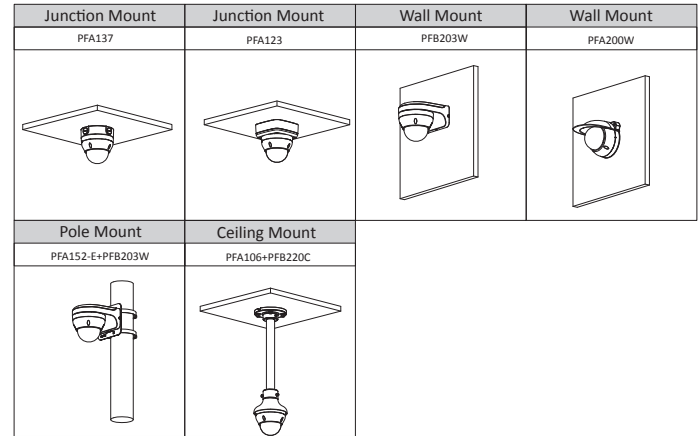 Junction Mount
Junction Mount
Wall Mount
Wall Mount
PFA137
PFA123
PFB203W
PFA200W
Pole Mount
Ceiling Mount
PFA152-E+PFB203W
PFA106+PFB220C